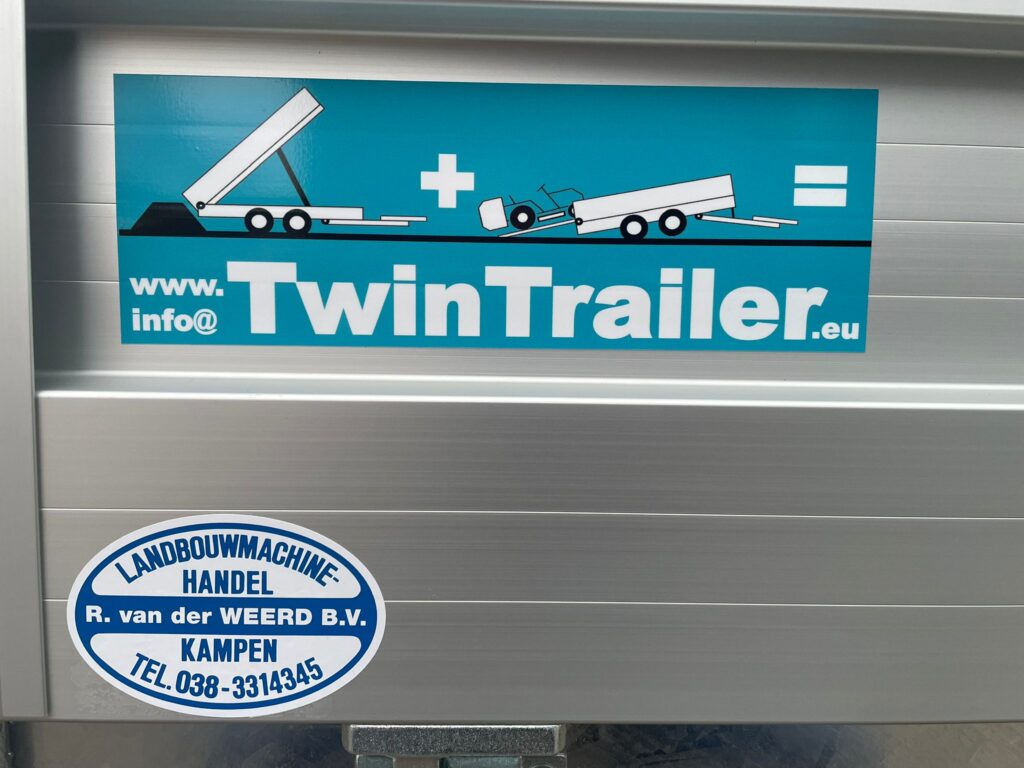 + =
www.
info@
TwinTrailer.eu
LANDBOUWMACHINE-
HANDEL
R. van der WEERD B.V.
KAMPEN
TEL. 038-3314345